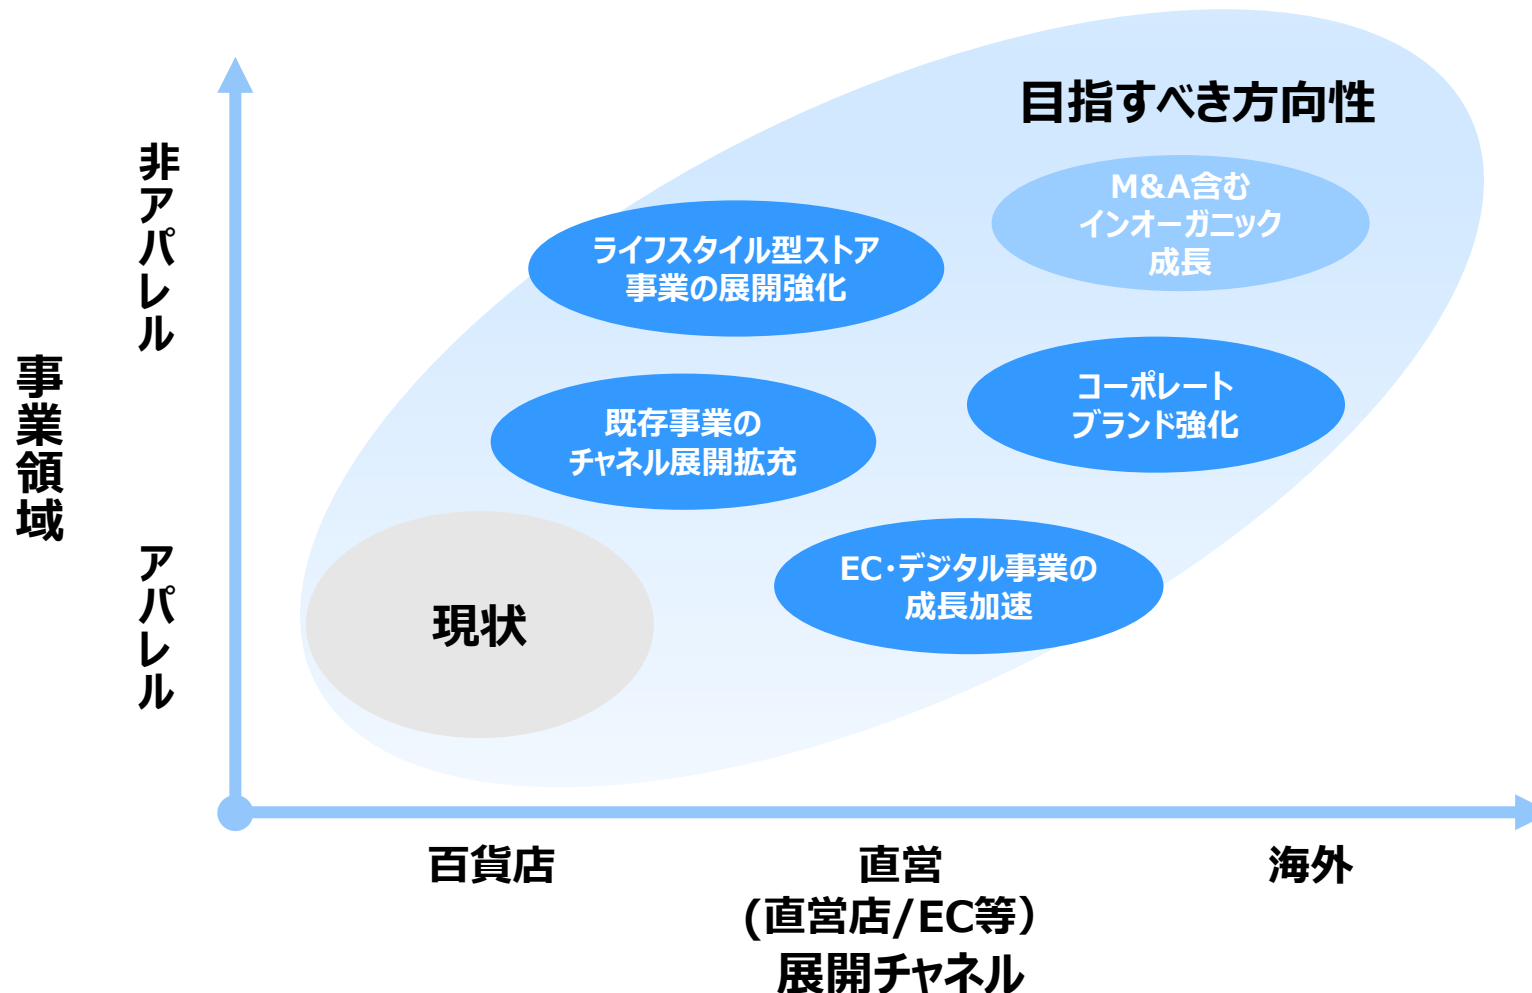 目指すべき方向性
M&A含む
インオーガニック
成長
ライフスタイル型ストア
事業の展開強化
コーポレート
ブランド強化
既存事業の
チャネル展開拡充
EC・デジタル事業の
成長加速
現状
事業領域
非アパレル
アパレル
百貨店
直営
(直営店/EC等）
海外
展開チャネル